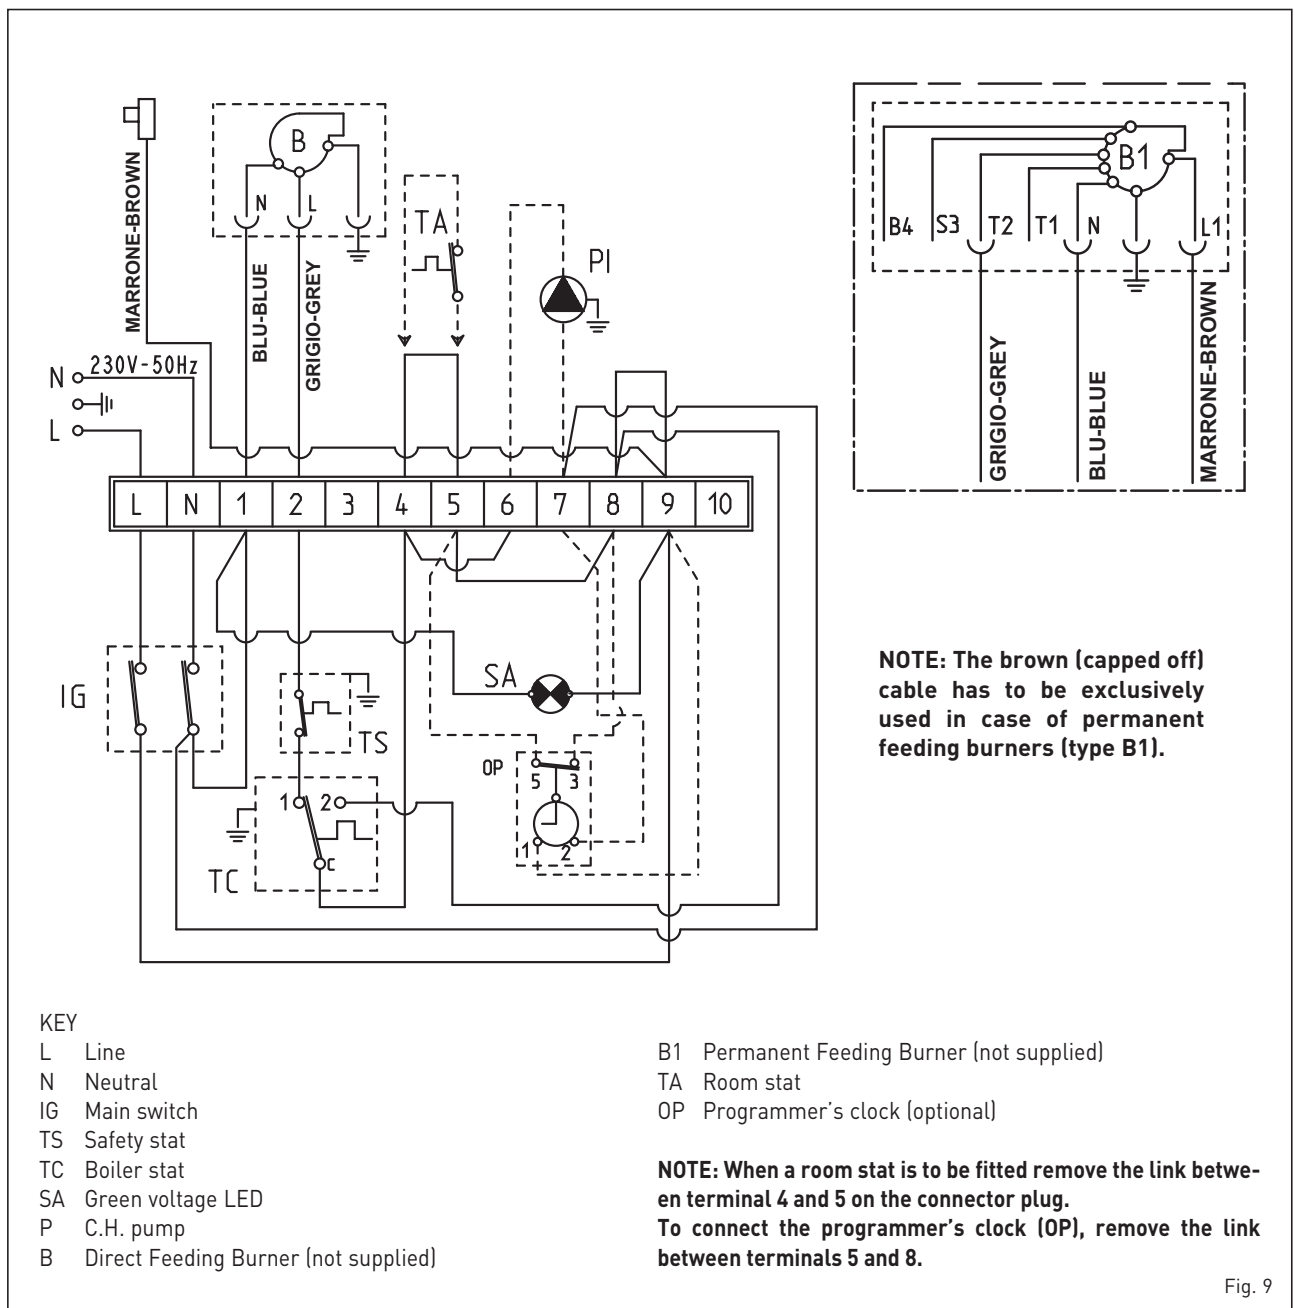 MARRONE-BROWN
B
N
L
BLU-BLUE
GRIGIO-GREY
TA
PI
N
230V-50Hz
L
L N 1 2 3 4 5 6 7 8 9 10
IG
TS
1 2
C
TC
SA
OP
5 3
1 2
B1
B4 S3 T2 T1 N L1
GRIGIO-GREY
BLU-BLUE
MARRONE-BROWN
NOTE: The brown (capped off)
cable has to be exclusively
used in case of permanent
feeding burners (type B1).
KEY
L Line
N Neutral
IG Main switch
TS Safety stat
TC Boiler stat
SA Green voltage LED
P C.H. pump
B Direct Feeding Burner (not supplied)
B1 Permanent Feeding Burner (not supplied)
TA Room stat
OP Programmer's clock (optional)
NOTE: When a room stat is to be fitted remove the link betwe-
en terminal 4 and 5 on the connector plug.
To connect the programmer's clock (OP), remove the link
between terminals 5 and 8.
Fig. 9